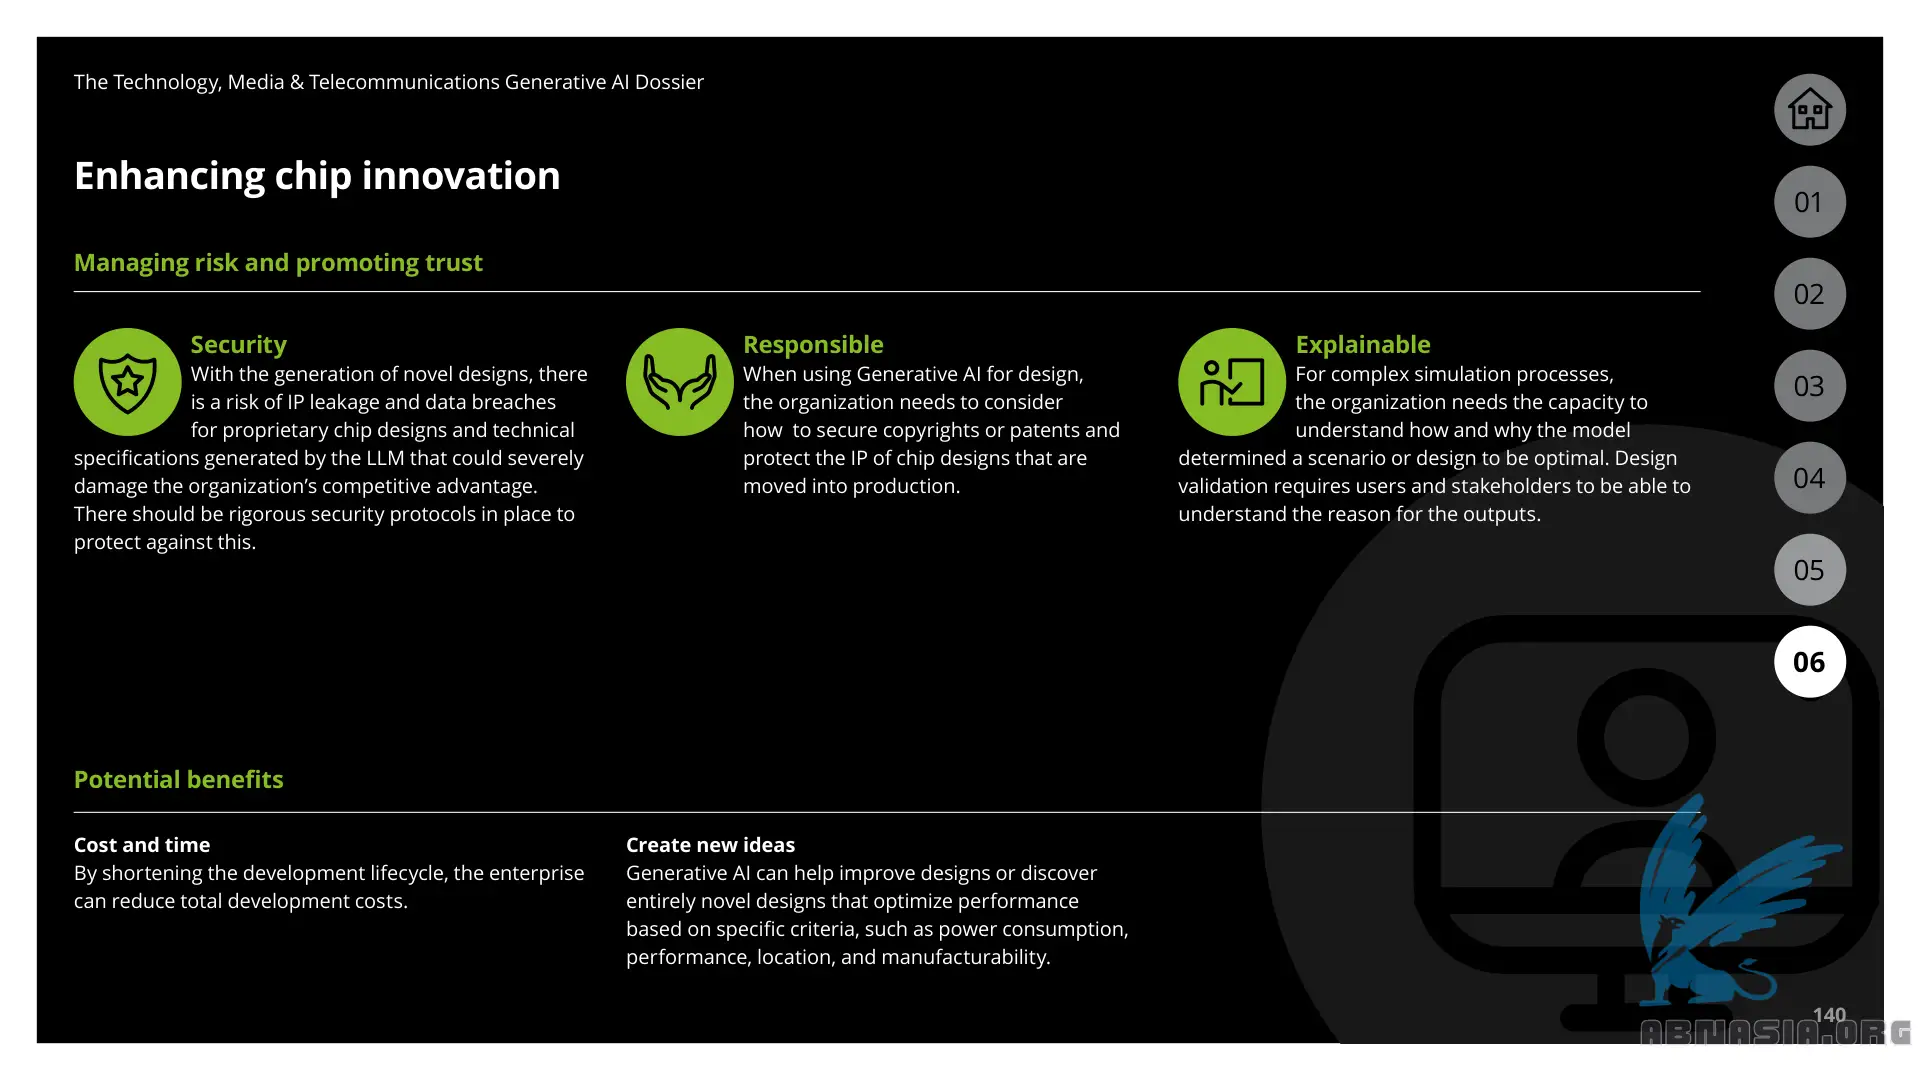 The Technology, Media & Telecommunications Generative AI Dossier
Enhancing chip innovation
Managing risk and promoting trust
Security
With the generation of novel designs, there
is a risk of IP leakage and data breaches
for proprietary chip designs and technical
specifications generated by the LLM that could severely
damage the organization’s competitive advantage.
There should be rigorous security protocols in place to
protect against this.
Responsible
When using Generative AI for design,
the organization needs to consider
how  to secure copyrights or patents and
protect the IP of chip designs that are
moved into production.
Explainable
For complex simulation processes,
the organization needs the capacity to
understand how and why the model
determined a scenario or design to be optimal. Design
validation requires users and stakeholders to be able to
understand the reason for the outputs.
Potential benefits
Cost and time
By shortening the development lifecycle, the enterprise
can reduce total development costs.
Create new ideas
Generative AI can help improve designs or discover
entirely novel designs that optimize performance
based on specific criteria, such as power consumption,
performance, location, and manufacturability.
01
02
03
04
05
06
140
ABMASIA.ORG